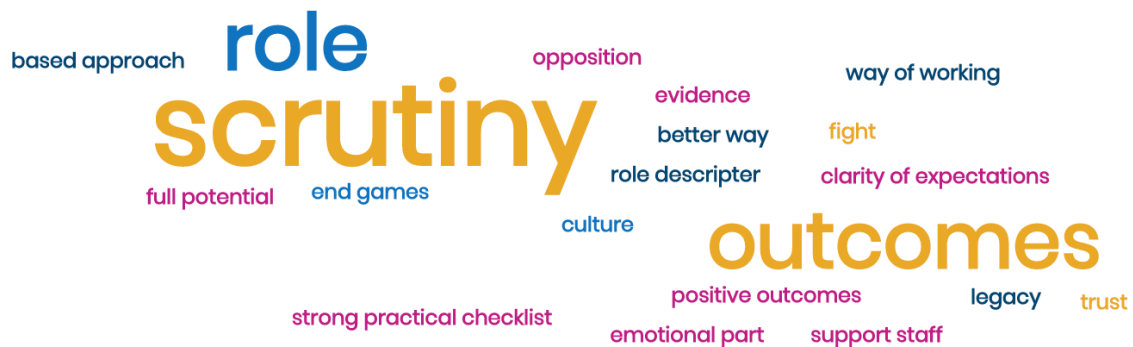 role
based approach
opposition
way of working
scrutiny
evidence
better way
fight
role descripter
clarity of expectations
full potential
end games
culture
outcomes
positive outcomes
legacy
trust
strong practical checklist
emotional part
support staff